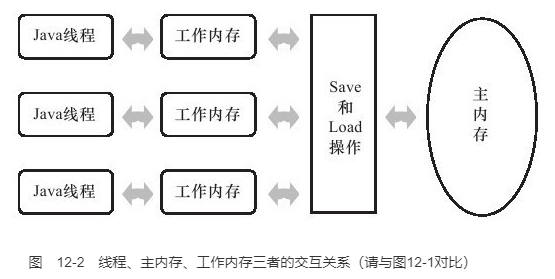 Java线程
工作内存
Java线程
工作内存
Java线程
工作内存
Save
和
Load
操作
主
内
存
图 12-2 线程、主内存、工作内存三者的交互关系（请与图12-1对比）